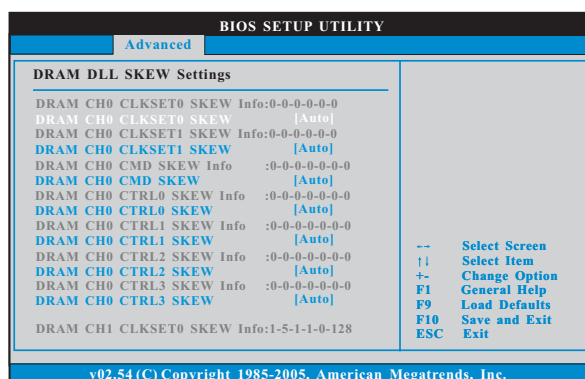 BIOS SETUP UTILITY
Advanced
DRAM DLL SKEW Settings
DRAM CH0 CLKSET0 SKEW Info:0-0-0-0-0-0
DRAM CH0 CLKSET0 SKEW [Auto]
DRAM CH0 CLKSET1 SKEW Info:0-0-0-0-0-0
DRAM CH0 CLKSET1 SKEW [Auto]
DRAM CH0 CMD SKEW Info :0-0-0-0-0-0-0
DRAM CH0 CMD SKEW [Auto]
DRAM CH0 CTRL0 SKEW Info :0-0-0-0-0-0-0
DRAM CH0 CTRL0 SKEW [Auto]
DRAM CH0 CTRL1 SKEW Info :0-0-0-0-0-0-0
DRAM CH0 CTRL1 SKEW [Auto]
DRAM CH0 CTRL2 SKEW Info :0-0-0-0-0-0-0
DRAM CH0 CTRL2 SKEW [Auto]
DRAM CH0 CTRL3 SKEW Info :0-0-0-0-0-0-0
DRAM CH0 CTRL3 SKEW [Auto]
DRAM CH1 CLKSET0 SKEW Info:1-5-1-1-0-128
←→ Select Screen
↑↓ Select Item
+- Change Option
F1 General Help
F9 Load Defaults
F10 Save and Exit
ESC Exit
v02.54 (C) Copyright 1985-2005, American Megatrends, Inc.